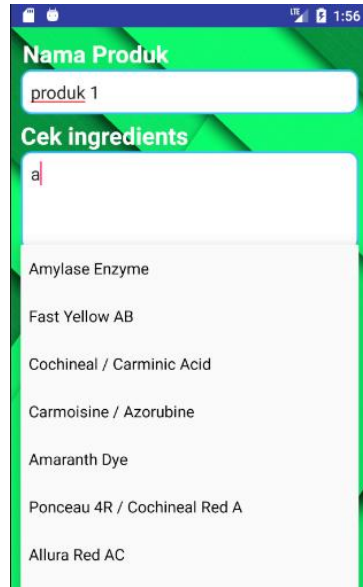 LTE 1:56
Nama Produk
produk 1
Cek ingredients
a
Amylase Enzyme
Fast Yellow AB
Cochineal / Carminic Acid
Carmoisine / Azorubine
Amaranth Dye
Ponceau 4R / Cochineal Red A
Allura Red AC